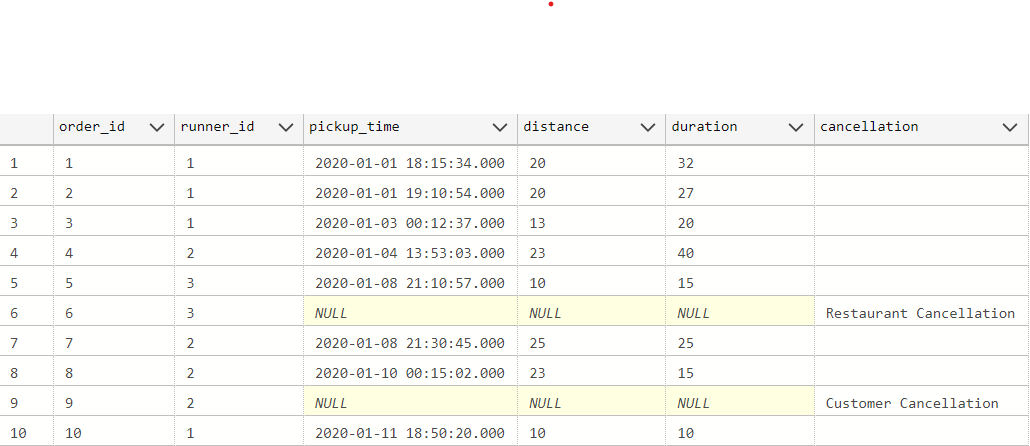 order_id runner_id pickup_time distance duration cancellation
1 1 1 2020-01-01 18:15:34.000 20 32
2 2 1 2020-01-01 19:10:54.000 20 27
3 3 1 2020-01-03 00:12:37.000 13 20
4 4 2 2020-01-04 13:53:03.000 23 40
5 5 3 2020-01-08 21:10:57.000 10 15
6 6 3 NULL NULL NULL Restaurant Cancellation
7 7 2 2020-01-08 21:30:45.000 25 25
8 8 2 2020-01-10 00:15:02.000 23 15
9 9 2 NULL NULL NULL Customer Cancellation
10 10 1 2020-01-11 18:50:20.000 10 10